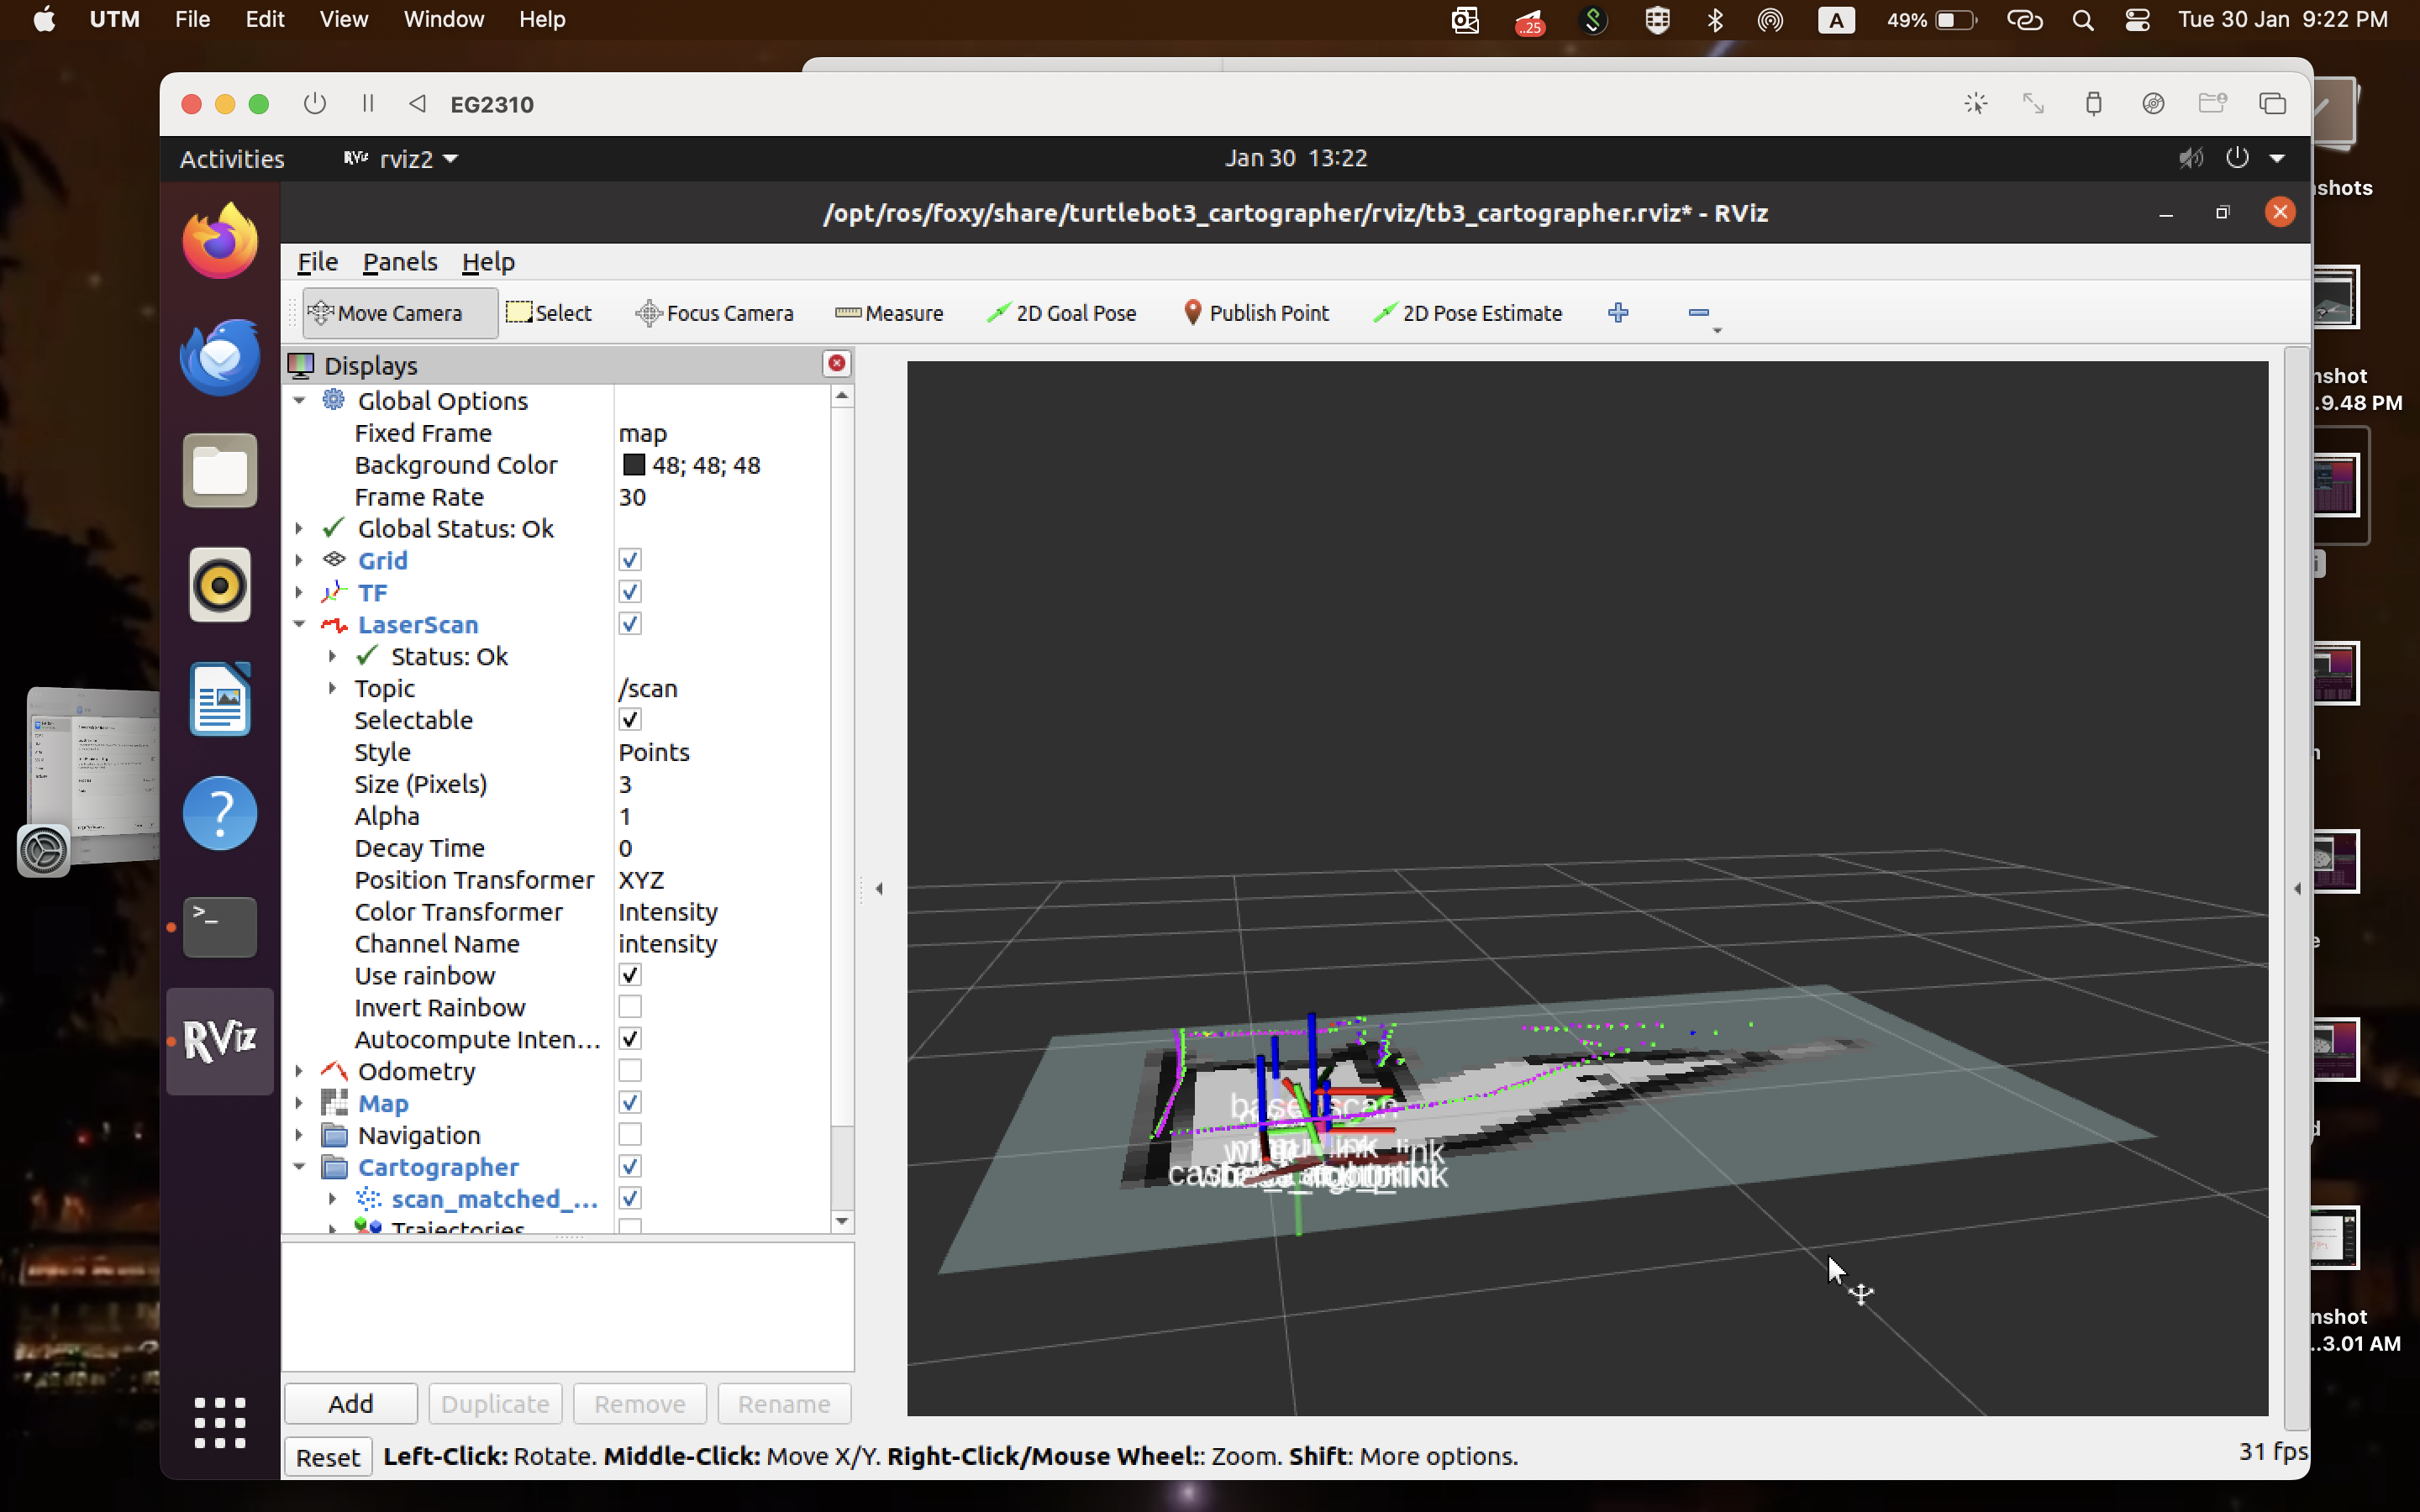 UTM File Edit View Window Help
..25 A 49% Tue 30 Jan 9:22 PM
EG2310
Activities RViz rviz2 Jan 30 13:22
/opt/ros/foxy/share/turtlebot3_cartographer/rviz/tb3_cartographer.rviz* - RViz
File Panels Help
Move Camera Select Focus Camera Measure 2D Goal Pose Publish Point 2D Pose Estimate
Displays
Global Options
Fixed Frame map
Background Color 48; 48; 48
Frame Rate 30
Global Status: Ok
Grid
TF
LaserScan
Status: Ok
Topic /scan
Selectable
Style Points
Size (Pixels) 3
Alpha 1
Decay Time 0
Position Transformer XYZ
Color Transformer Intensity
Channel Name intensity
Use rainbow
Invert Rainbow
Autocompute Inten...
Odometry
Map
Navigation
Cartographer
scan_matched_...
Trajectories
base_scan
RViz
Add Duplicate Remove Rename
Reset Left-Click: Rotate. Middle-Click: Move X/Y. Right-Click/Mouse Wheel:: Zoom. Shift: More options.
31 fps
nshots
nshot
..9.48 PM
nshot
...3.01 AM